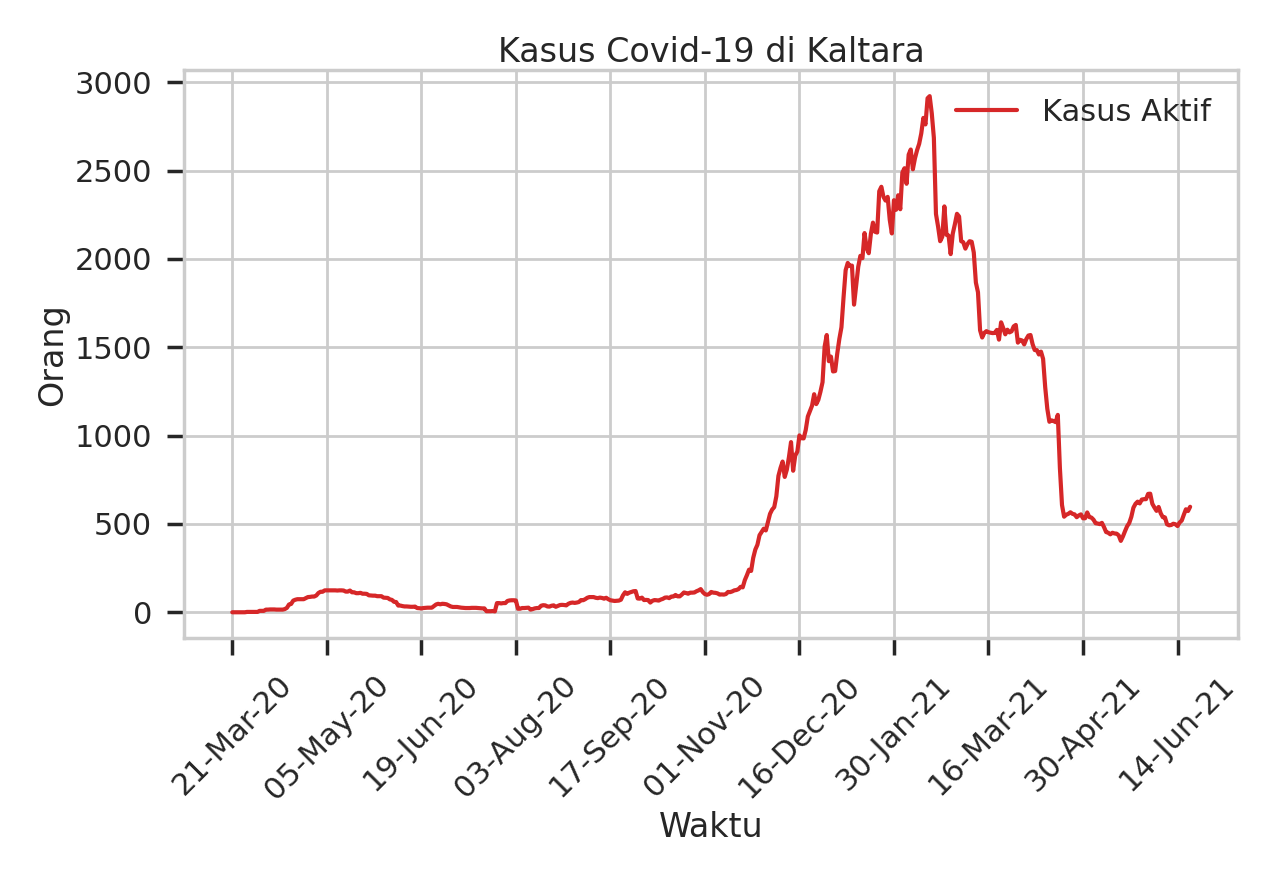 Kasus Covid-19 di Kaltara
Kasus Aktif
3000
2500
2000
1500
1000
500
0
Orang
21-Mar-20
05-May-20
19-Jun-20
03-Aug-20
17-Sep-20
01-Nov-20
16-Dec-20
30-Jan-21
16-Mar-21
30-Apr-21
14-Jun-21
Waktu